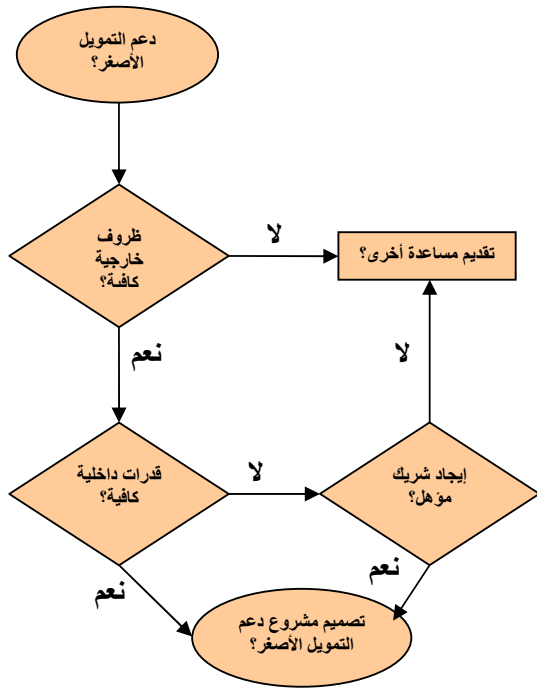 دعم التمويل
الأصغر؟
ظروف
خارجية
كافية؟
لا
تقديم مساعدة أخرى؟
نعم
لا
قدرات داخلية
كافية؟
لا
إيجاد شريك
مؤهل؟
نعم
نعم
تصميم مشروع دعم
التمويل الأصغر؟